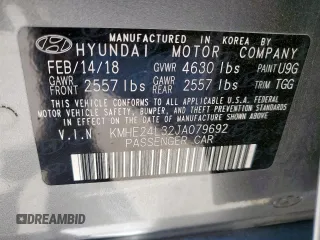 MANUFACTURED IN KOREA BY
HYUNDAI MOTOR COMPANY
FEB/14/18 GVWR 4630 lbs PAINT U9G
GAWR FRONT 2557 lbs GAWR REAR 2557 lbs TRIM TGG
THIS VEHICLE CONFORMS TO ALL APPLICABLE
FEDERAL MOTOR VEHICLE SAFETY, BUMPER, AND
THEFT PREVENTION STANDARDS IN EFFECT ON THE
DATE OF MANUFACTURE SHOWN ABOVE.
V.I.N. KMHE24L32JA079692
PASSENGER CAR
DREAMBID